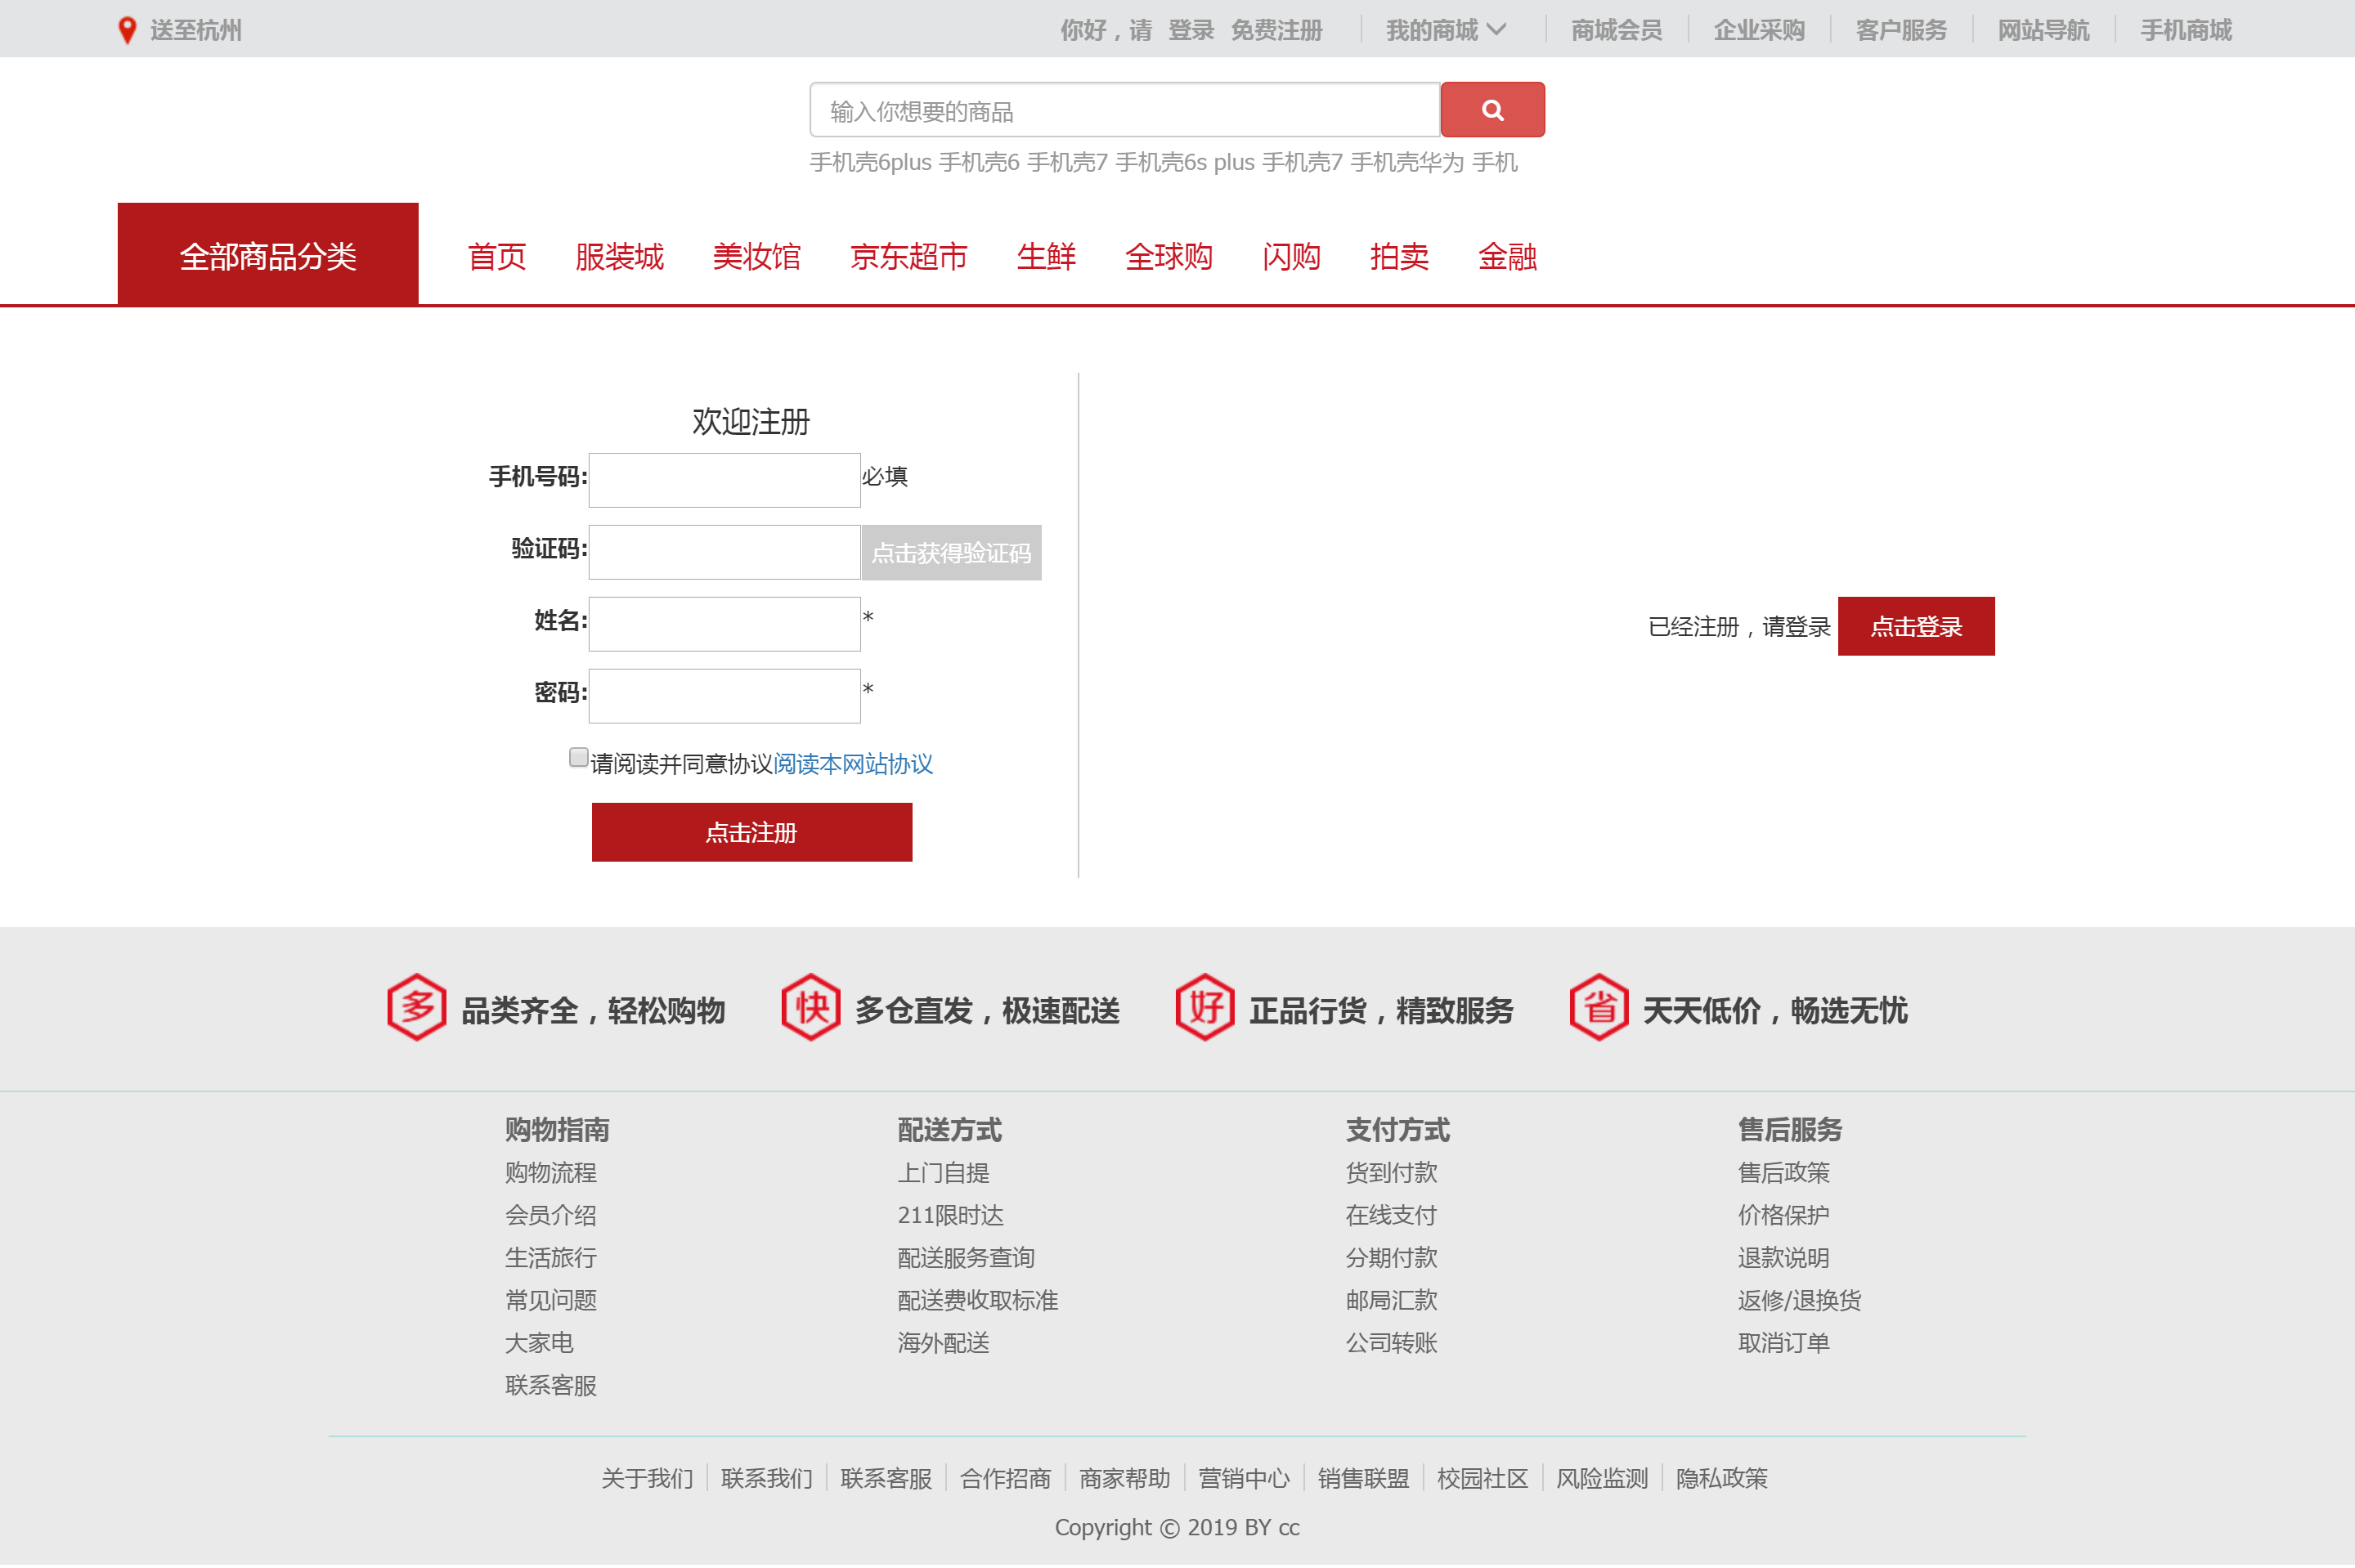 送至杭州 你好，请 登录 免费注册 我的商城 商城会员 企业采购 客户服务 网站导航 手机商城
输入你想要的商品
手机壳6plus 手机壳6 手机壳7 手机壳6s plus 手机壳7 手机壳华为 手机
全部商品分类 首页 服装城 美妆馆 京东超市 生鲜 全球购 闪购 拍卖 金融
欢迎注册
手机号码: 必填
验证码: 点击获得验证码
姓名: *
已经注册，请登录 点击登录
密码: *
请阅读并同意协议阅读本网站协议
点击注册
多 品类齐全，轻松购物 快 多仓直发，极速配送 好 正品行货，精致服务 省 天天低价，畅选无忧
购物指南 配送方式 支付方式 售后服务
购物流程 上门自提 货到付款 售后政策
会员介绍 211限时达 在线支付 价格保护
生活旅行 配送服务查询 分期付款 退款说明
常见问题 配送费收取标准 邮局汇款 返修/退换货
大家电 海外配送 公司转账 取消订单
联系客服
关于我们 联系我们 联系客服 合作招商 商家帮助 营销中心 销售联盟 校园社区 风险监测 隐私政策
Copyright © 2019 BY cc